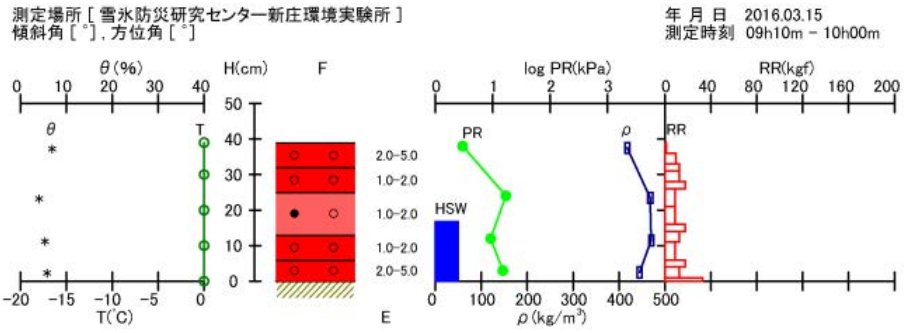 測定場所 [ 雪氷防災研究センター新庄環境実験所 ]
年 月 日 2016.03.15
傾斜角 [ ゚], 方位角 [ ゚]
測定時刻 09h10m - 10h00m
θ(%) H(cm) F log PR(kPa) RR(kgf)
0 10 20 30 40 50 0 1 1 3 0 40 80 120 160 200
θ T 40 PR ρ RR
2.0-5.0
30 1.0-2.0
20 1.0-2.0 HSW
10 1.0-2.0
0 2.0-5.0
-20 -15 -10 -5 0 0 100 200 300 400 500
T(℃) E ρ(kg/m³)